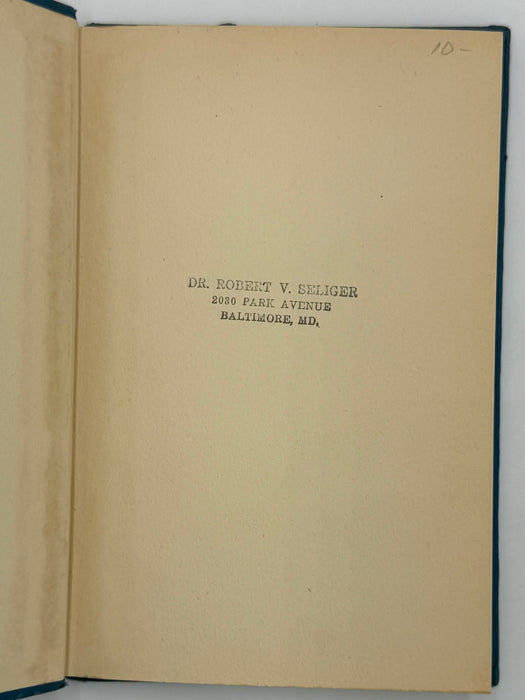 10-
DR. ROBERT V. SELIGER
2030 PARK AVENUE
BALTIMORE, MD.